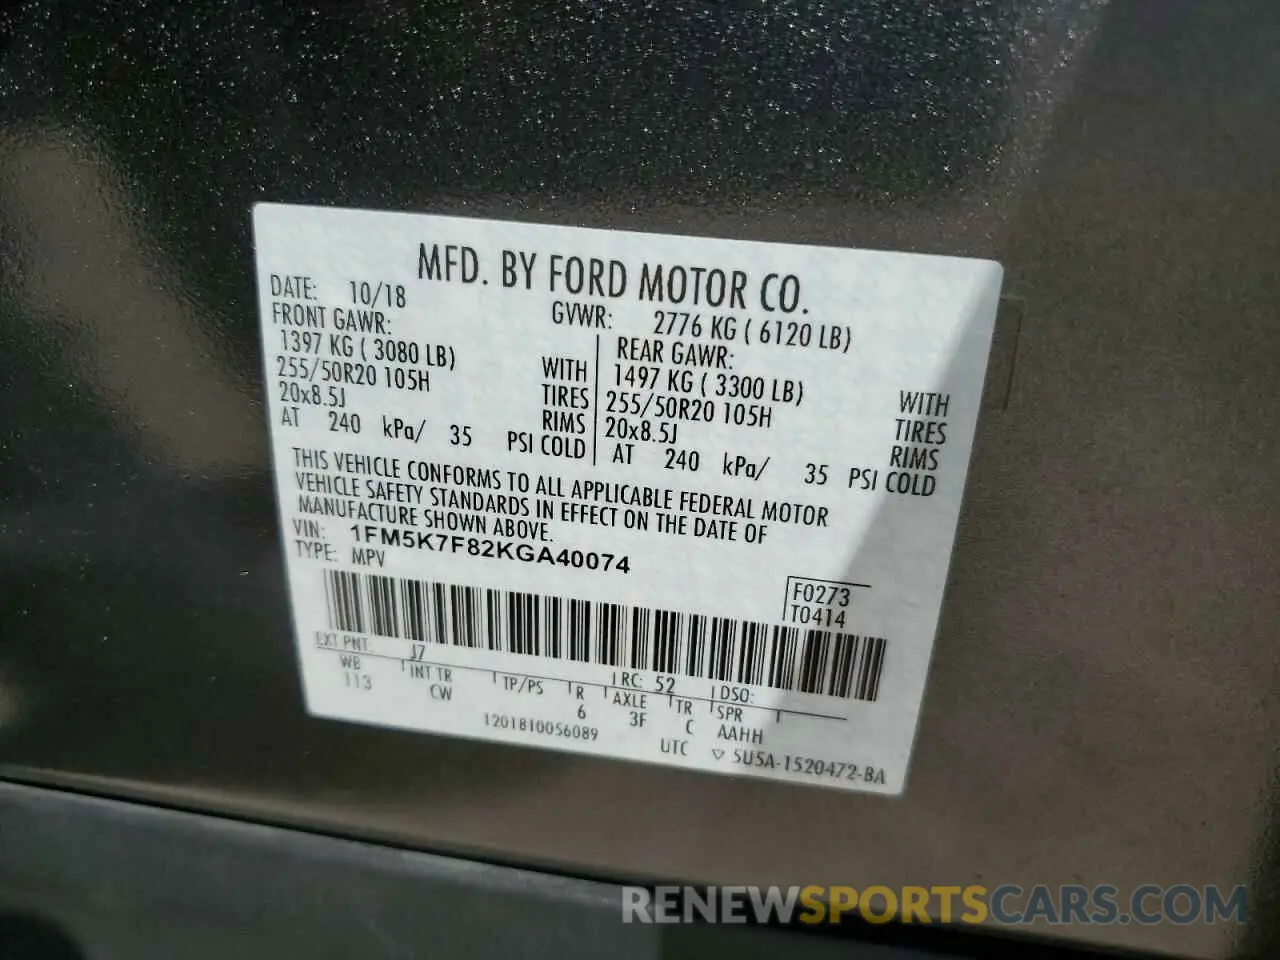 MFD. BY FORD MOTOR CO.
DATE: 10/18 GVWR: 2776 KG ( 6120 LB)
FRONT GAWR: REAR GAWR:
1397 KG ( 3080 LB) WITH 1497 KG ( 3300 LB) WITH
255/50R20 105H TIRES 255/50R20 105H TIRES
20x8.5J RIMS 20x8.5J RIMS
AT 240 kPa/ 35 PSI COLD AT 240 kPa/ 35 PSI COLD
THIS VEHICLE CONFORMS TO ALL APPLICABLE FEDERAL MOTOR
VEHICLE SAFETY STANDARDS IN EFFECT ON THE DATE OF
MANUFACTURE SHOWN ABOVE.
VIN: 1FM5K7F82KGA40074
TYPE: MPV
F0273
T0414
EXT PNT: J7 RC: 52 DSO:
WB INT TR TP/PS R AXLE TR SPR
113 CW 6 3F C AAHH
1201810056089 UTC ▽ 5U5A-1520472-BA
RENEWSPORTSCARS.COM